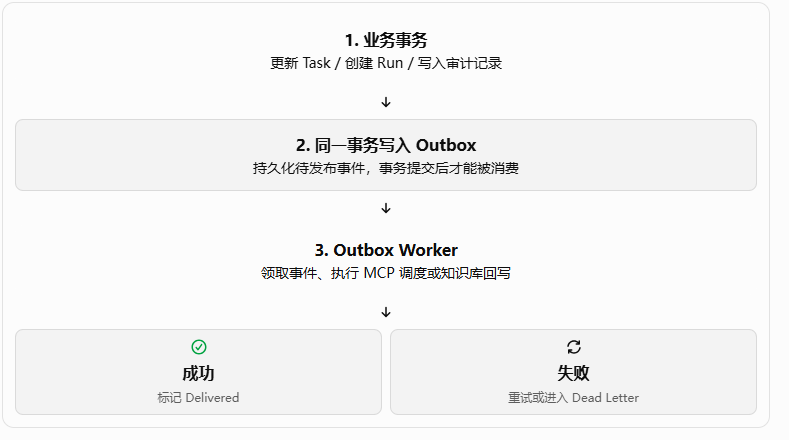 1. 业务事务
更新 Task / 创建 Run / 写入审计记录
2. 同一事务写入 Outbox
持久化待发布事件，事务提交后才能被消费
3. Outbox Worker
领取事件、执行 MCP 调度或知识库回写
成功
标记 Delivered
失败
重试或进入 Dead Letter